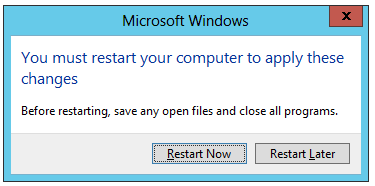 Microsoft Windows
You must restart your computer to apply these
changes
Before restarting, save any open files and close all programs.
Restart Now Restart Later